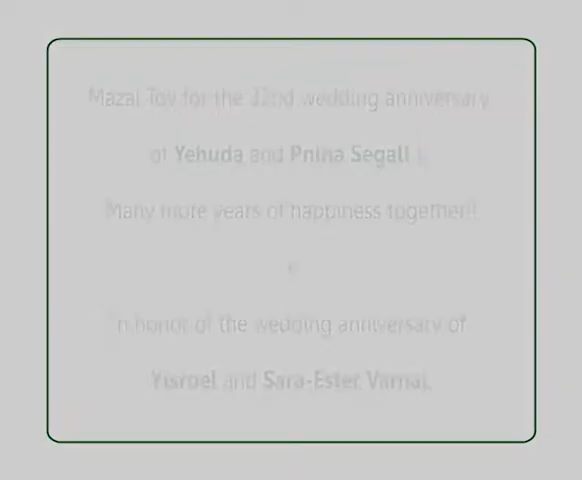 Mazal Tov for the 32nd wedding anniversary
of Yehuda and Pnina Segall !
Many more years of happiness together!!
In honor of the wedding anniversary of
Yisroel and Sara-Ester Varnai.